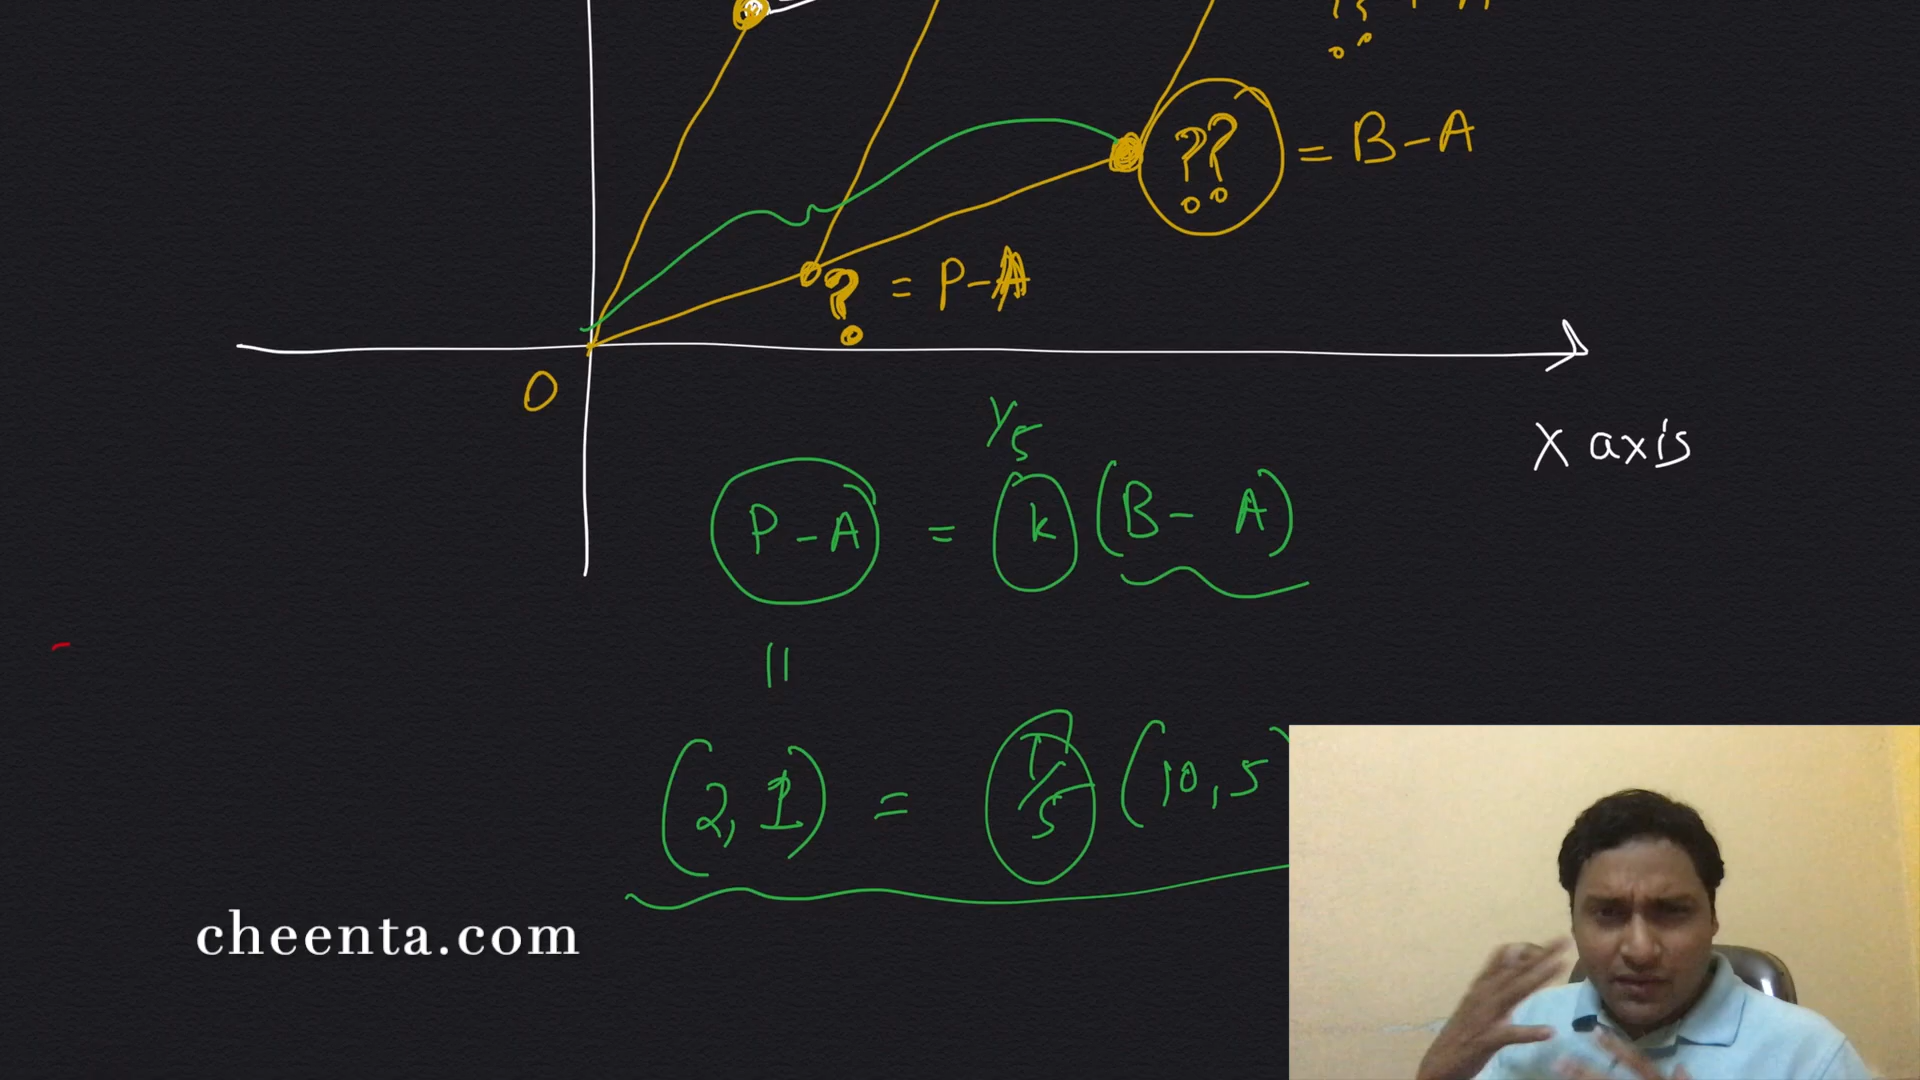 ?? = B-A
? = P-A
O
X axis
1/5
P-A = k (B-A)
||
(2, 1) = 1/5 (10, 5)
cheenta.com